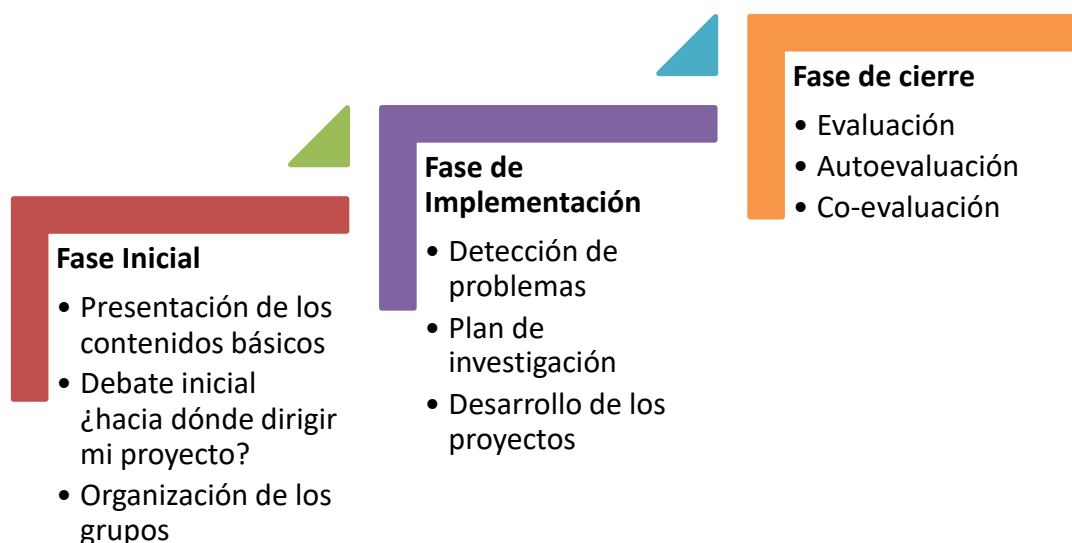 Fase Inicial
• Presentación de los
contenidos básicos
• Debate inicial
¿hacia dónde dirigir
mi proyecto?
• Organización de los
grupos
Fase de
Implementación
• Detección de
problemas
• Plan de
investigación
• Desarrollo de los
proyectos
Fase de cierre
• Evaluación
• Autoevaluación
• Co-evaluación